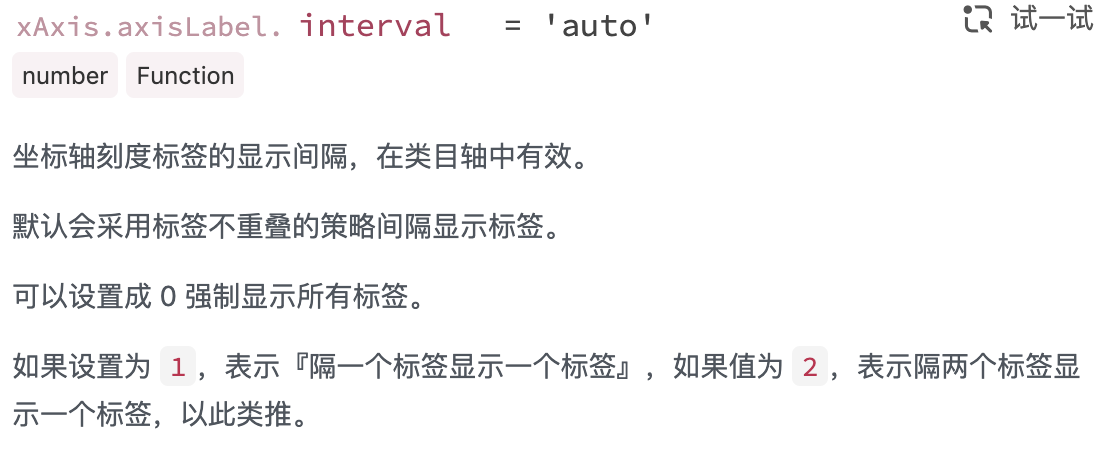 xAxis.axisLabel. interval = 'auto' 试一试
number Function
坐标轴刻度标签的显示间隔，在类目轴中有效。
默认会采用标签不重叠的策略间隔显示标签。
可以设置成 0 强制显示所有标签。
如果设置为 1，表示『隔一个标签显示一个标签』，如果值为 2，表示隔两个标签显
示一个标签，以此类推。